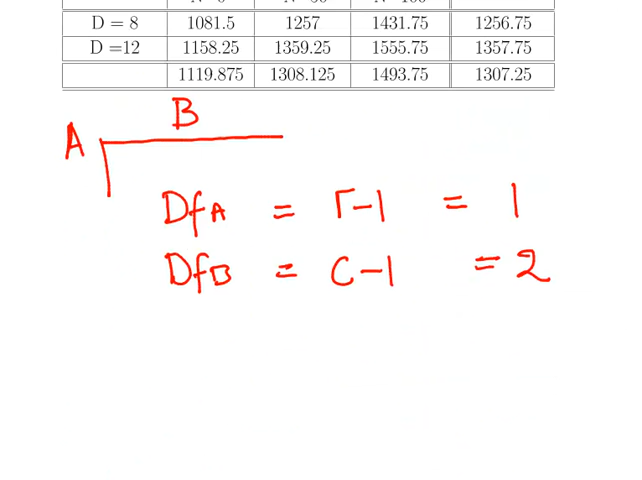 D = 8 1081.5 1257 1431.75 1256.75
D =12 1158.25 1359.25 1555.75 1357.75
1119.875 1308.125 1493.75 1307.25
B
A
DfA = r-1 = 1
DfB = c-1 = 2